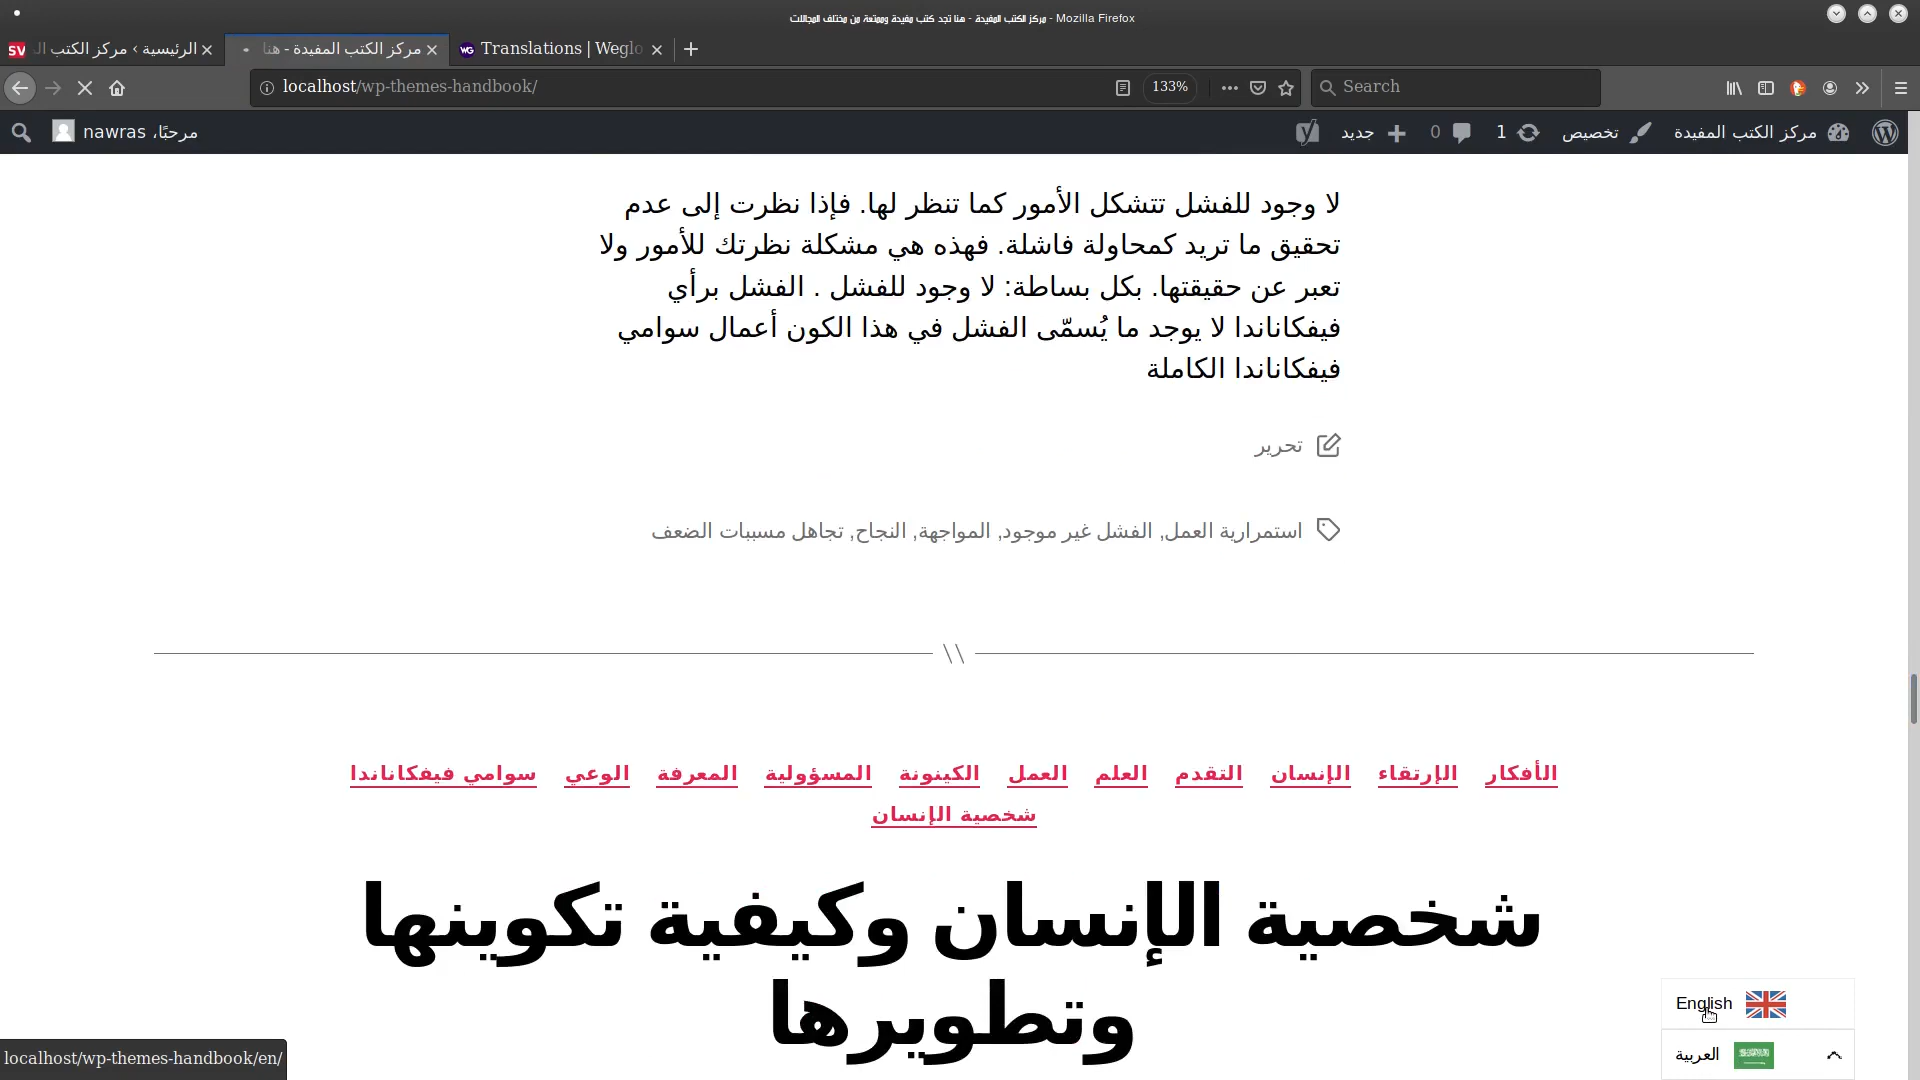 مركز الكتب المفيدة - هنا تجد كتب مفيدة وممتعة من مختلف المجالات - Mozilla Firefox
الرئيسية › مركز الكتب
مركز الكتب المفيدة - هنا
Translations | Weglo
localhost/wp-themes-handbook/
133%
Search
مركز الكتب المفيدة
تخصيص
1
0
جديد
مرحبًا، nawras
لا وجود للفشل تتشكل الأمور كما تنظر لها. فإذا نظرت إلى عدم
تحقيق ما تريد كمحاولة فاشلة. فهذه هي مشكلة نظرتك للأمور ولا
تعبر عن حقيقتها. بكل بساطة: لا وجود للفشل . الفشل برأي
فيفكاناندا لا يوجد ما يُسمّى الفشل في هذا الكون أعمال سوامي
فيفكاناندا الكاملة
تحرير
استمرارية العمل, الفشل غير موجود, المواجهة, النجاح, تجاهل مسببات الضعف
الأفكار الإرتقاء الإنسان التقدم العلم العمل الكينونة المسؤولية المعرفة الوعي سوامي فيفكاناندا
شخصية الإنسان
شخصية الإنسان وكيفية تكوينها
وتطويرها
English
العربية
localhost/wp-themes-handbook/en/